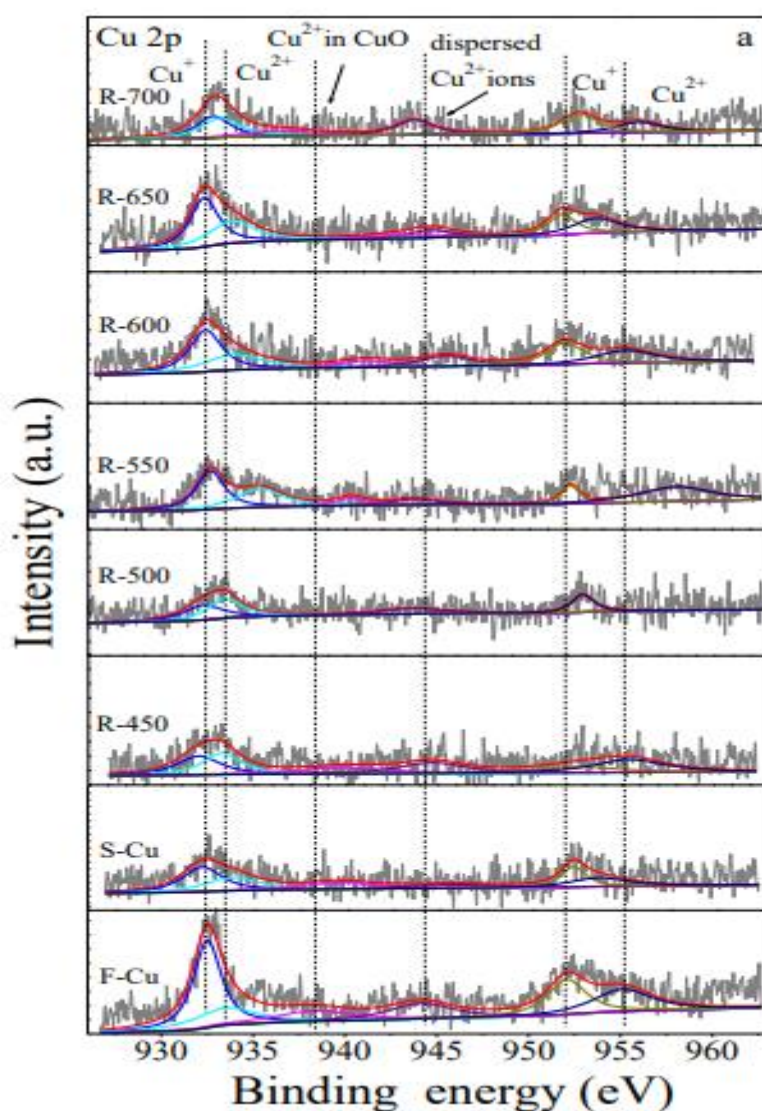 Cu 2p
Cu²⁺in CuO
dispersed
a
Cu⁺
Cu²⁺
Cu²⁺ions
Cu⁺
Cu²⁺
R-700
R-650
R-600
R-550
R-500
R-450
S-Cu
F-Cu
Intensity (a.u.)
930 935 940 945 950 955 960
Binding energy (eV)